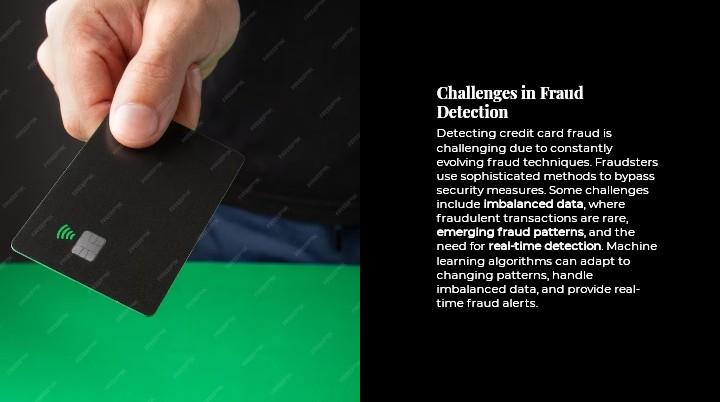 Challenges in Fraud
Detection
Detecting credit card fraud is
challenging due to constantly
evolving fraud techniques. Fraudsters
use sophisticated methods to bypass
security measures. Some challenges
include imbalanced data, where
fraudulent transactions are rare,
emerging fraud patterns, and the
need for real-time detection. Machine
learning algorithms can adapt to
changing patterns, handle
imbalanced data, and provide real-
time fraud alerts.